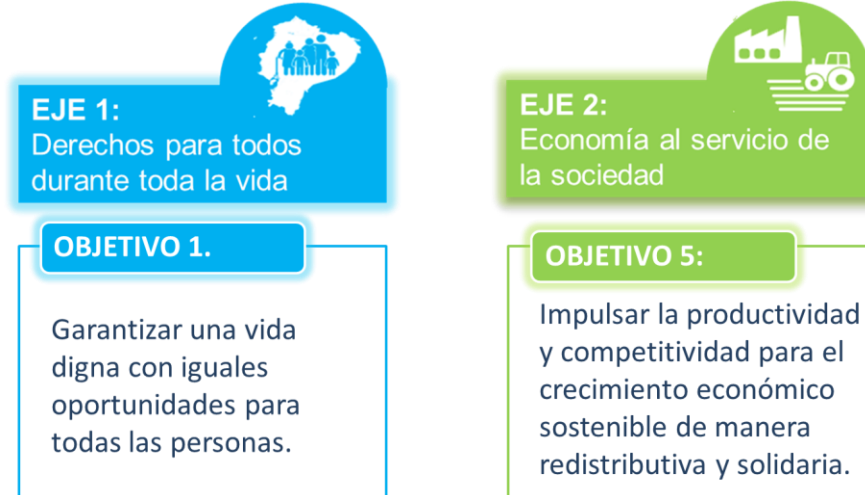 EJE 1:
Derechos para todos
durante toda la vida
OBJETIVO 1.
Garantizar una vida
digna con iguales
oportunidades para
todas las personas.
EJE 2:
Economía al servicio de
la sociedad
OBJETIVO 5:
Impulsar la productividad
y competitividad para el
crecimiento económico
sostenible de manera
redistributiva y solidaria.